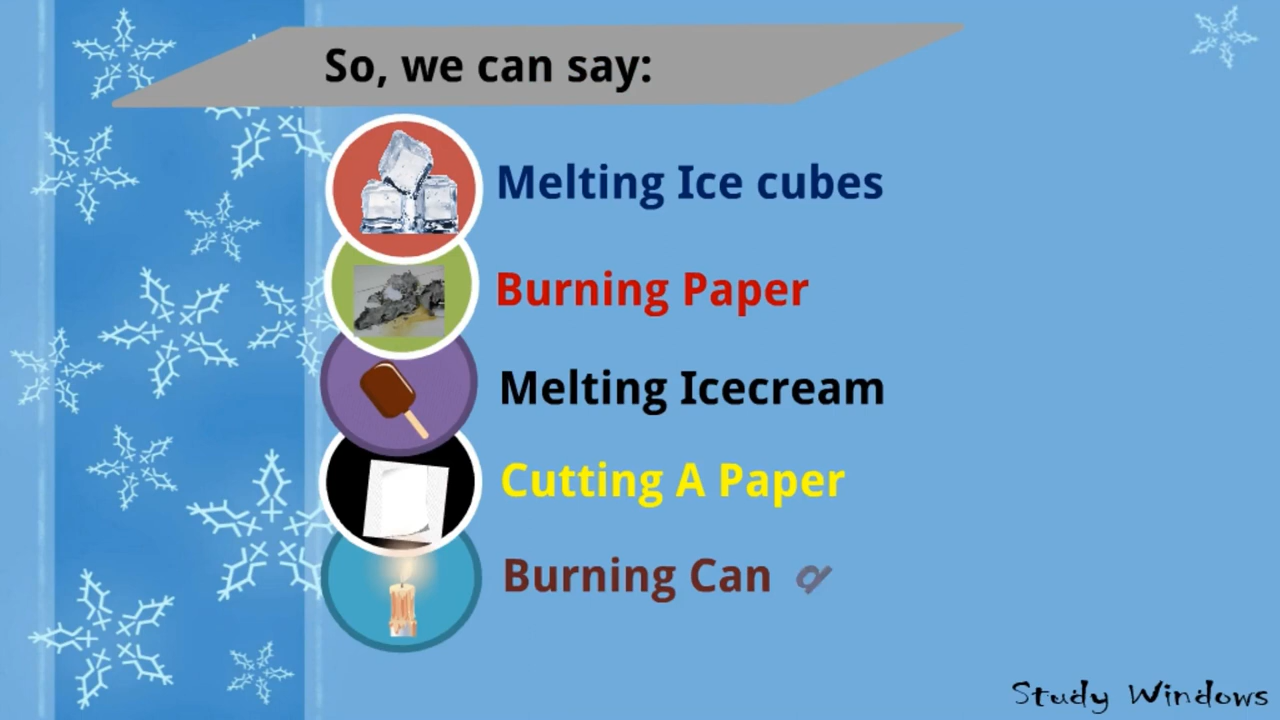 So, we can say:
Melting Ice cubes
Burning Paper
Melting Icecream
Cutting A Paper
Burning Can
Study Windows